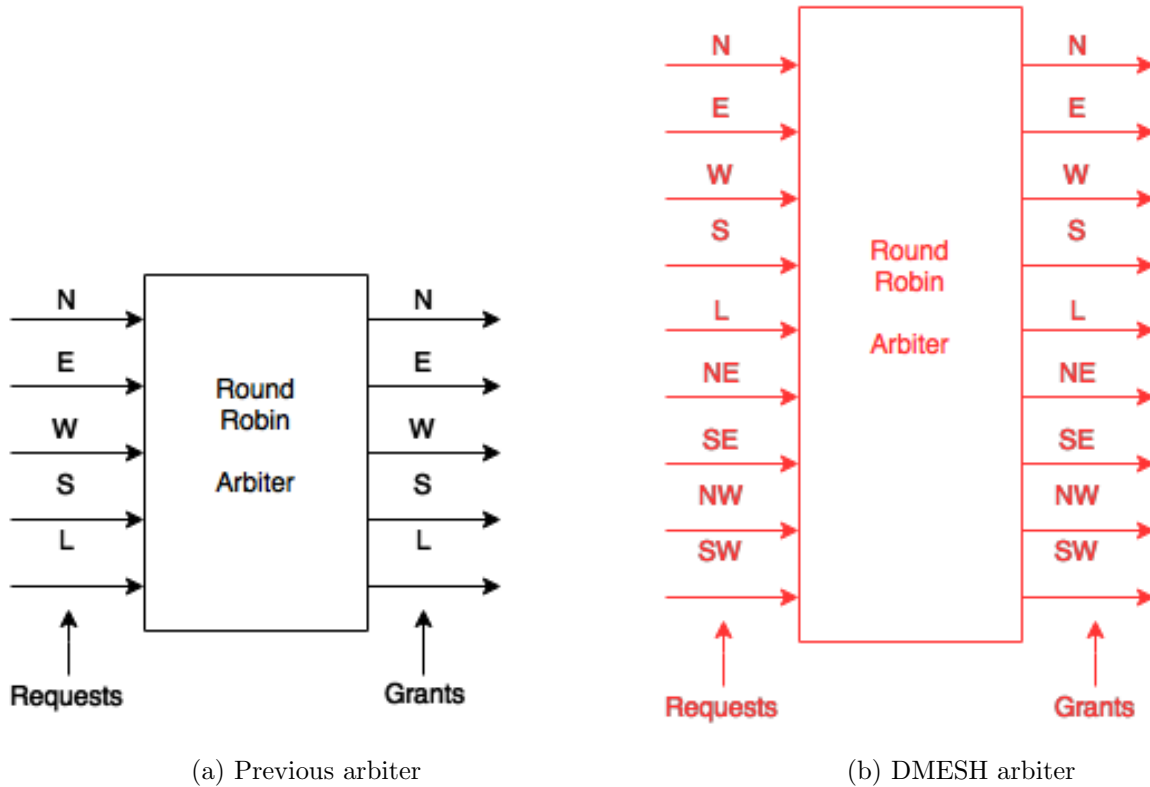 N
E
W
S
L
Round
Robin
Arbiter
N
E
W
S
L
Requests
Grants
(a) Previous arbiter
N
E
W
S
L
NE
SE
NW
SW
Round
Robin
Arbiter
N
E
W
S
L
NE
SE
NW
SW
Requests
Grants
(b) DMESH arbiter